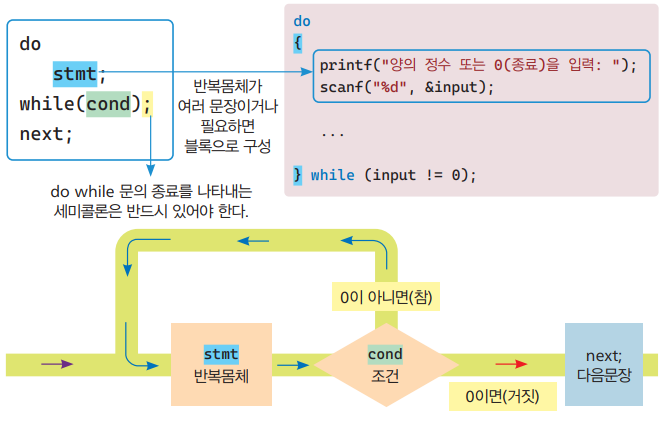 do
stmt;
while(cond);
next;
반복몸체가
여러 문장이거나
필요하면
블록으로 구성
do while 문의 종료를 나타내는
세미콜론은 반드시 있어야 한다.
do
{
printf("양의 정수 또는 0(종료)을 입력: ");
scanf("%d", &input);
...
} while (input != 0);
0이 아니면(참)
stmt
반복몸체
cond
조건
0이면(거짓)
next;
다음문장